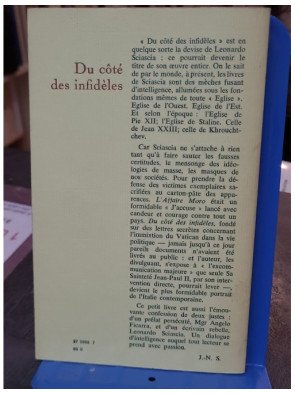 Du côté
des infidèles
« Du côté des infidèles » est en
quelque sorte la devise de Leonardo
Sciascia : ce pourrait devenir le
titre de son œuvre entière. On le sait
de par le monde, à présent, les livres
de Sciascia sont des mèches fusant
d'intelligence, allumées sous les fon-
dations mêmes de toute « Eglise ».
Eglise de l'Ouest. Eglise de l'Est.
Et selon l'époque : l'Eglise de
Pie XII; l'Eglise de Staline. Celle
de Jean XXIII; celle de Khroucht-
chev.
Car Sciascia ne s'attache à rien
tant qu'à faire sauter les fausses
certitudes, le mensonge des idéo-
logies de masse, les masques de
nos sociétés. Pour prendre la dé-
fense des victimes exemplaires sa-
crifiées au carton-pâte des appa-
rences. L'Affaire Moro était un
formidable « J'accuse » lancé avec
candeur et courage contre tout un
pays. Du côté des infidèles, fondé
sur des lettres secrètes concernant
l'immixtion du Vatican dans la vie
politique — jamais jusqu'à ce jour
pareils documents n'avaient été
livrés au public : et l'auteur, les
divulguant, s'expose à « l'excom-
munication majeure » que seule Sa
Sainteté Jean-Paul II, par son inter-
vention directe, pourrait lever —,
devient le plus formidable portrait
de l'Italie contemporaine.
Ce petit livre est aussi l'émou-
vante confession de deux justes :
d'un prélat persécuté, Mgr Angelo
Ficarra, et d'un écrivain rebelle,
Leonardo Sciascia. Un dialogue
d'intelligence auquel tout lecteur se
prend avec passion.
J.-N. S.